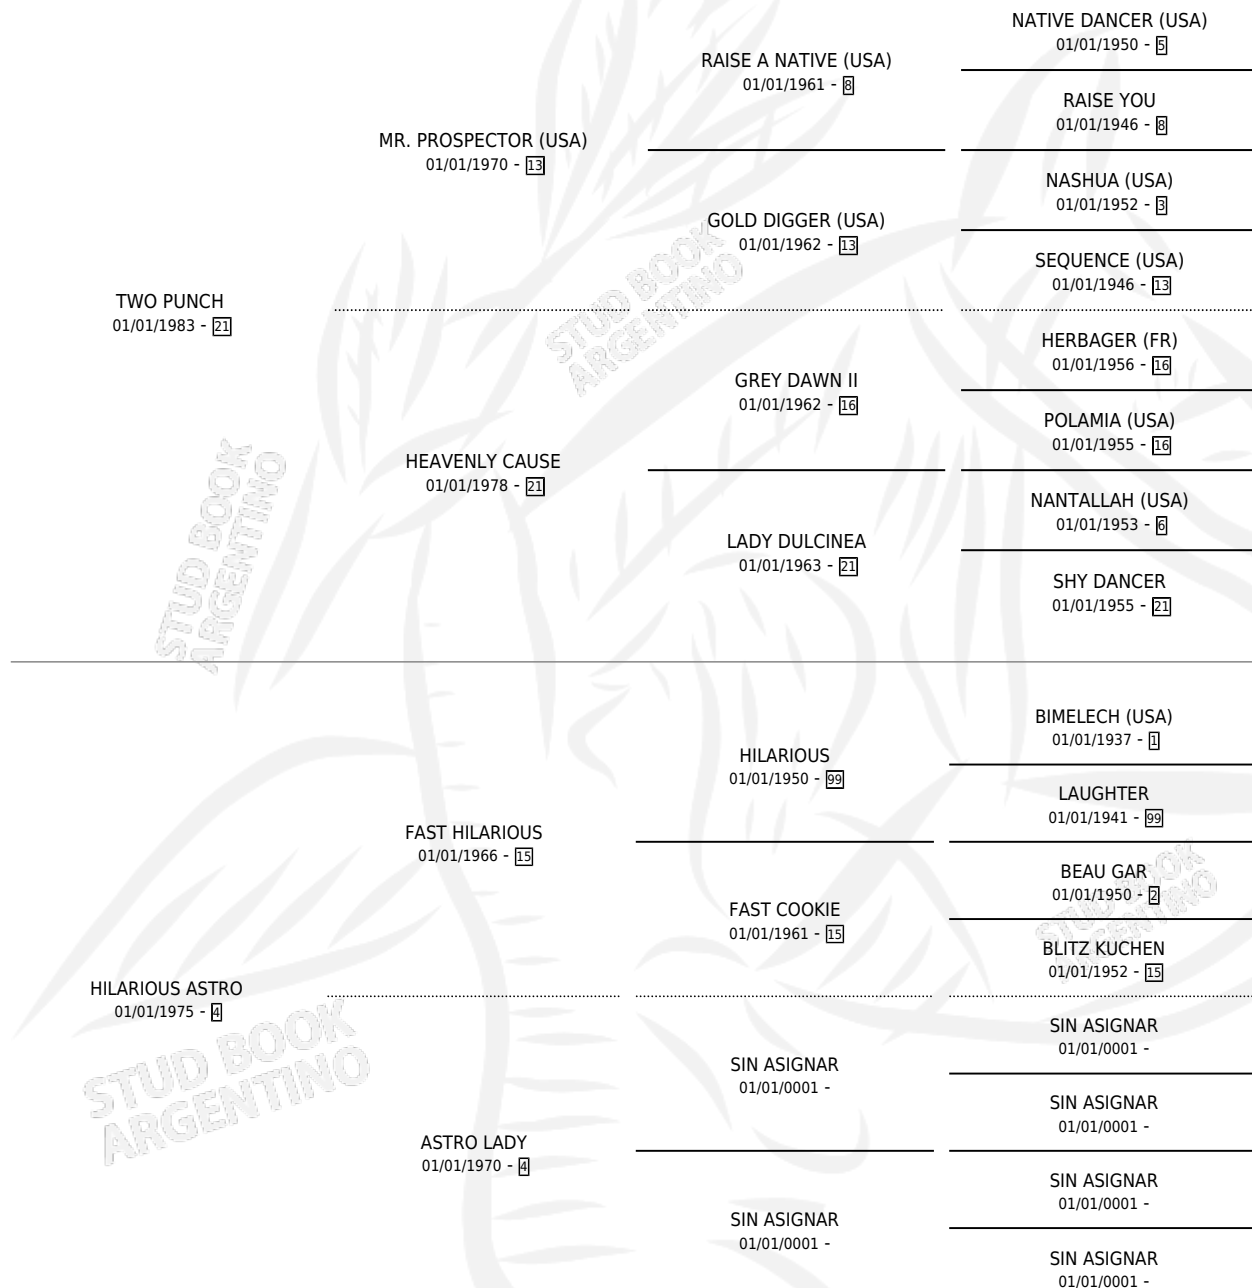 NATIVE DANCER (USA)
01/01/1950 - 5
RAISE A NATIVE (USA)
01/01/1961 - 8
RAISE YOU
01/01/1946 - 8
MR. PROSPECTOR (USA)
01/01/1970 - 13
NASHUA (USA)
01/01/1952 - 3
GOLD DIGGER (USA)
01/01/1962 - 13
SEQUENCE (USA)
01/01/1946 - 13
TWO PUNCH
01/01/1983 - 21
STUD BOOK
ARGENTINO
HERBAGER (FR)
01/01/1956 - 16
GREY DAWN II
01/01/1962 - 16
POLAMIA (USA)
01/01/1955 - 16
HEAVENLY CAUSE
01/01/1978 - 21
NANTALLAH (USA)
01/01/1953 - 6
LADY DULCINEA
01/01/1963 - 21
SHY DANCER
01/01/1955 - 21
STUD BOOK
ARGENTINO
BIMELECH (USA)
01/01/1937 - 1
HILARIOUS
01/01/1950 - 99
LAUGHTER
01/01/1941 - 99
FAST HILARIOUS
01/01/1966 - 15
BEAU GAR
01/01/1950 - 2
FAST COOKIE
01/01/1961 - 15
STUD BOOK
ARGENTINO
BLITZ KUCHEN
01/01/1952 - 15
HILARIOUS ASTRO
01/01/1975 - 4
SIN ASIGNAR
01/01/0001 -
SIN ASIGNAR
01/01/0001 -
STUD BOOK
ARGENTINO
SIN ASIGNAR
01/01/0001 -
ASTRO LADY
01/01/1970 - 4
SIN ASIGNAR
01/01/0001 -
SIN ASIGNAR
01/01/0001 -
SIN ASIGNAR
01/01/0001 -